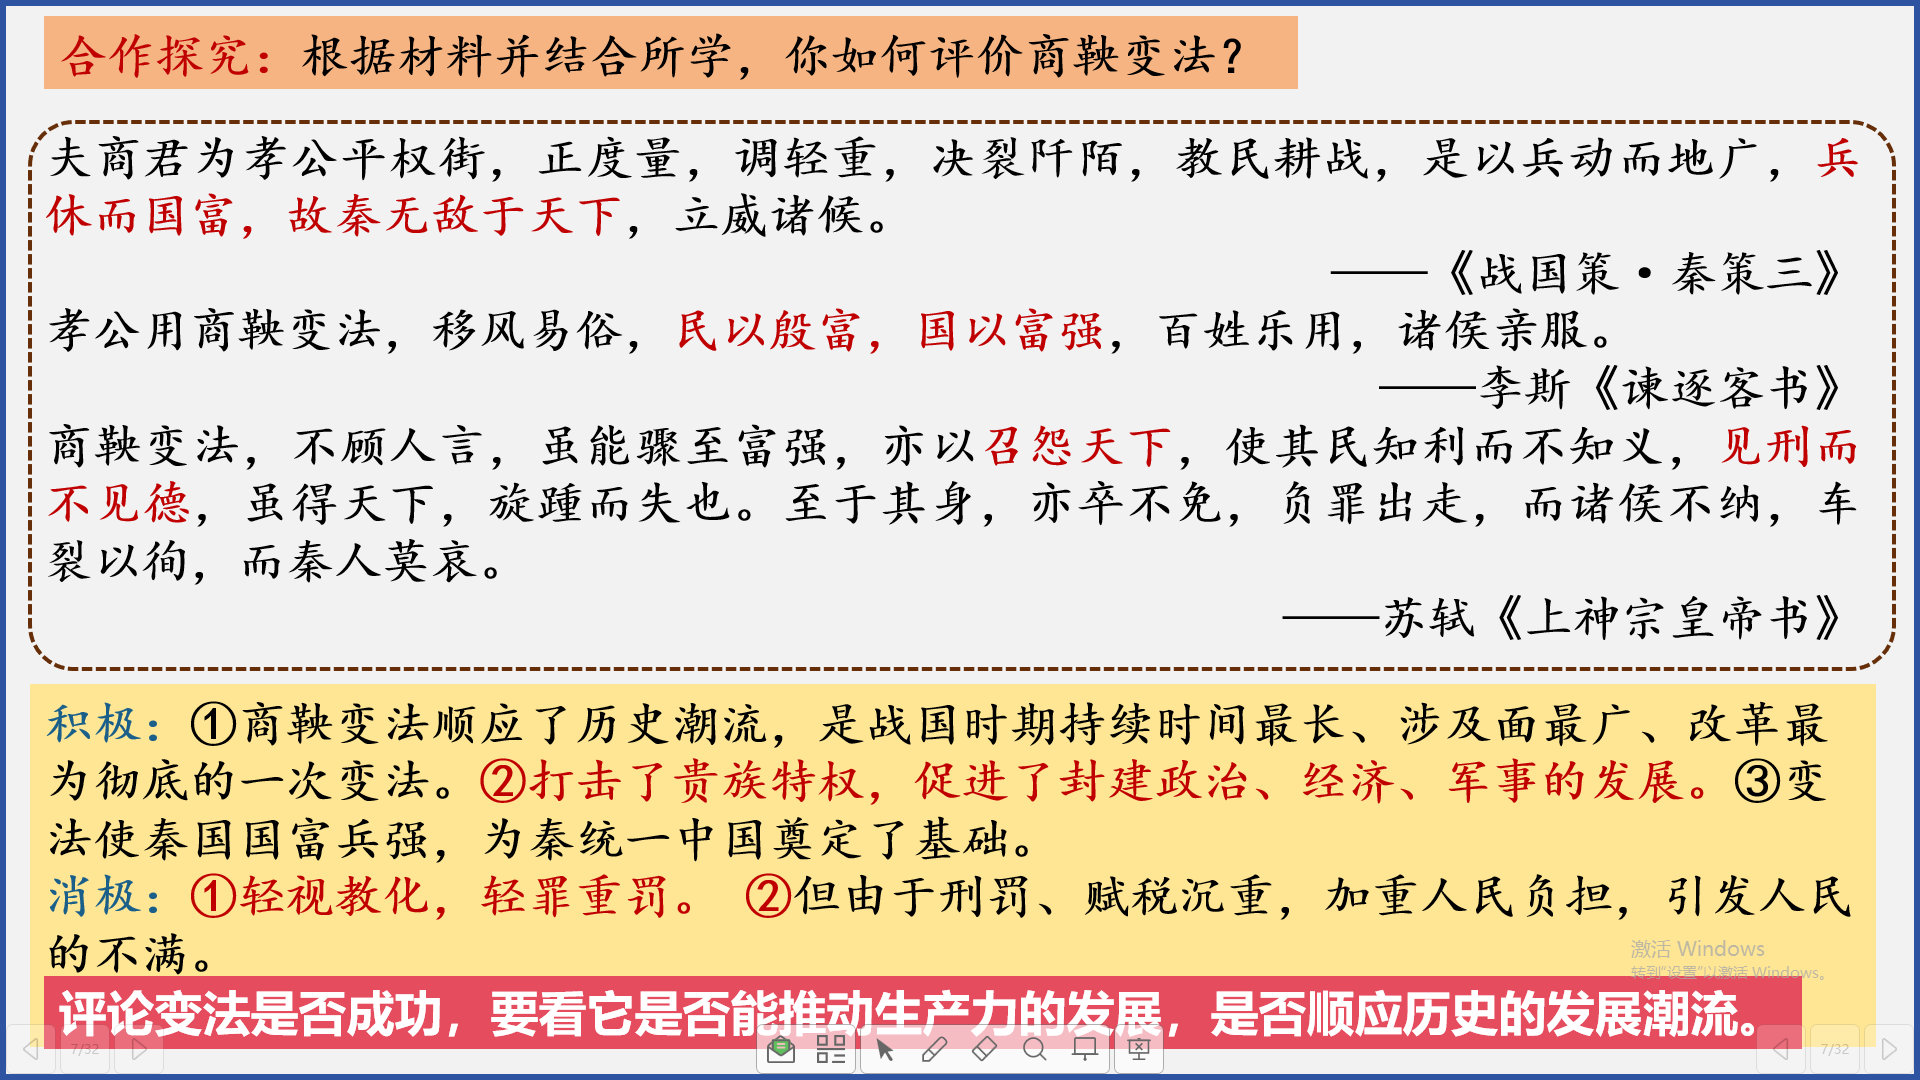 合作探究：根据材料并结合所学，你如何评价商鞅变法？
夫商君为孝公平权街，正度量，调轻重，决裂阡陌，教民耕战，是以兵动而地广，兵
休而国富，故秦无敌于天下，立威诸候。
——《战国策·秦策三》
孝公用商鞅变法，移风易俗，民以殷富，国以富强，百姓乐用，诸侯亲服。
——李斯《谏逐客书》
商鞅变法，不顾人言，虽能骤至富强，亦以召怨天下，使其民知利而不知义，见刑而
不见德，虽得天下，旋踵而失也。至于其身，亦卒不免，负罪出走，而诸侯不纳，车
裂以徇，而秦人莫哀。
——苏轼《上神宗皇帝书》
积极：①商鞅变法顺应了历史潮流，是战国时期持续时间最长、涉及面最广、改革最
为彻底的一次变法。②打击了贵族特权，促进了封建政治、经济、军事的发展。③变
法使秦国国富兵强，为秦统一中国奠定了基础。
消极：①轻视教化，轻罪重罚。 ②但由于刑罚、赋税沉重，加重人民负担，引发人民
的不满。
激活 Windows
转到“设置”以激活 Windows。
评论变法是否成功，要看它是否能推动生产力的发展，是否顺应历史的发展潮流。
7/32
7/32